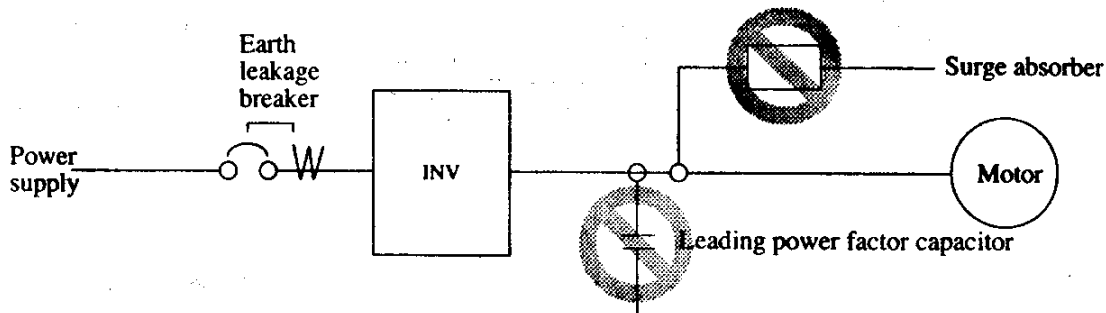 Earth
leakage
breaker
Surge absorber
Power
supply
INV
Motor
Leading power factor capacitor